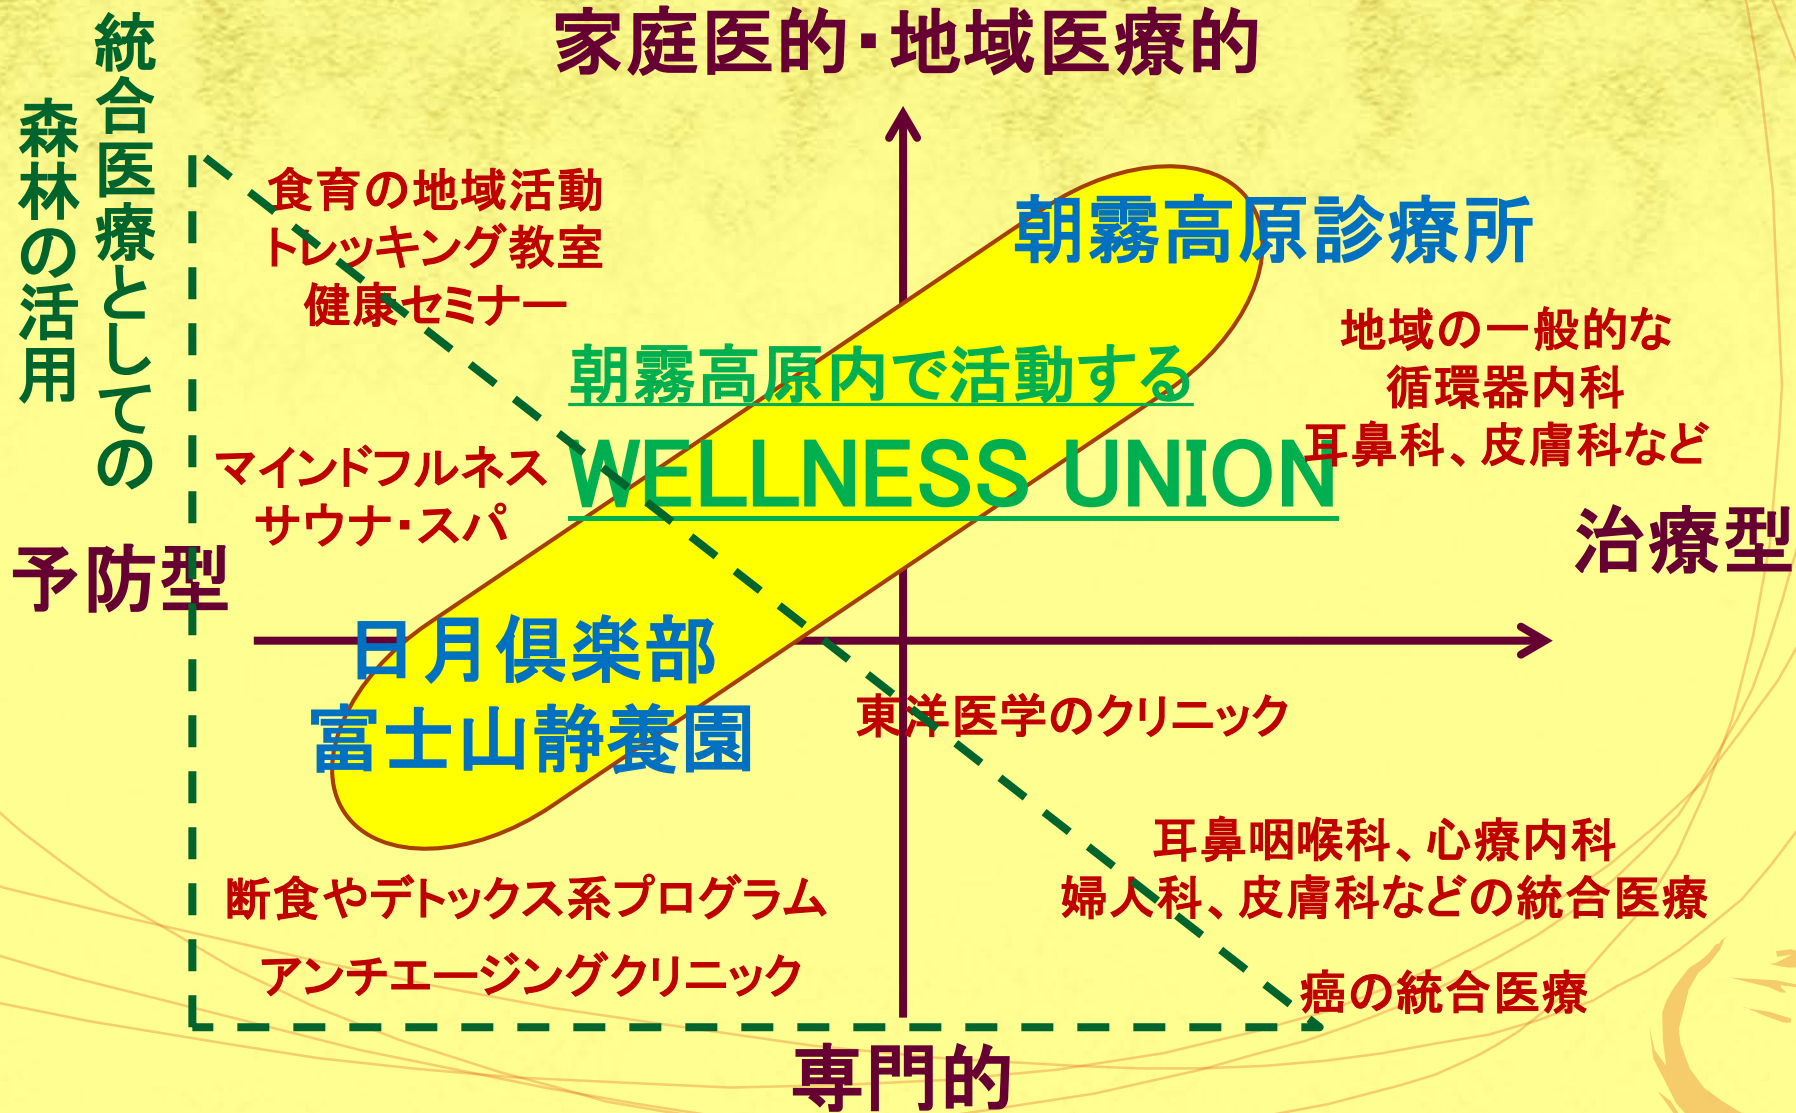 家庭医的・地域医療的
統合医療としての
森林の活用
食育の地域活動
トレッキング教室
健康セミナー
朝霧高原診療所
地域の一般的な
循環器内科
耳鼻科、皮膚科など
朝霧高原内で活動する
WELLNESS UNION
マインドフルネス
サウナ・スパ
予防型
治療型
日月倶楽部
富士山静養園
東洋医学のクリニック
耳鼻咽喉科、心療内科
婦人科、皮膚科などの統合医療
癌の統合医療
断食やデトックス系プログラム
アンチエージングクリニック
専門的